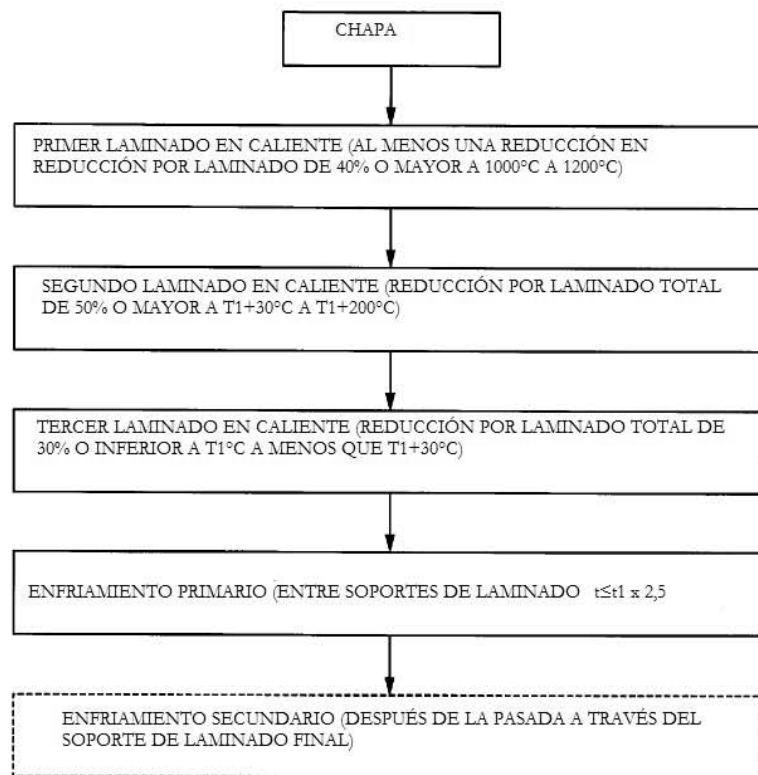 CHAPA
PRIMER LAMINADO EN CALIENTE (AL MENOS UNA REDUCCIÓN EN
REDUCCIÓN POR LAMINADO DE 40% O MAYOR A 1000°C A 1200°C)
SEGUNDO LAMINADO EN CALIENTE (REDUCCIÓN POR LAMINADO TOTAL
DE 50% O MAYOR A T1+30°C A T1+200°C)
TERCER LAMINADO EN CALIENTE (REDUCCIÓN POR LAMINADO TOTAL DE
30% O INFERIOR A T1°C A MENOS QUE T1+30°C)
ENFRIAMIENTO PRIMARIO (ENTRE SOPORTES DE LAMINADO t≤t1 x 2,5
ENFRIAMIENTO SECUNDARIO (DESPUÉS DE LA PASADA A TRAVÉS DEL
SOPORTE DE LAMINADO FINAL)